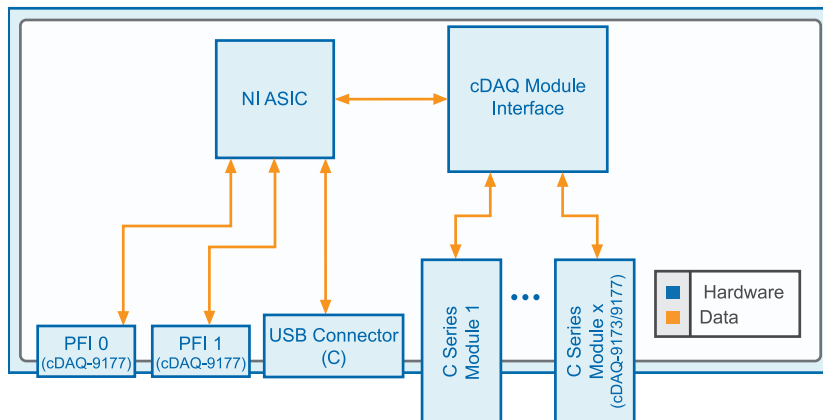 NI ASIC
cDAQ Module
Interface
PFI 0
(cDAQ-9177)
PFI 1
(cDAQ-9177)
USB Connector
(C)
C Series
Module 1
C Series
Module x
(cDAQ-9173/9177)
Hardware
Data